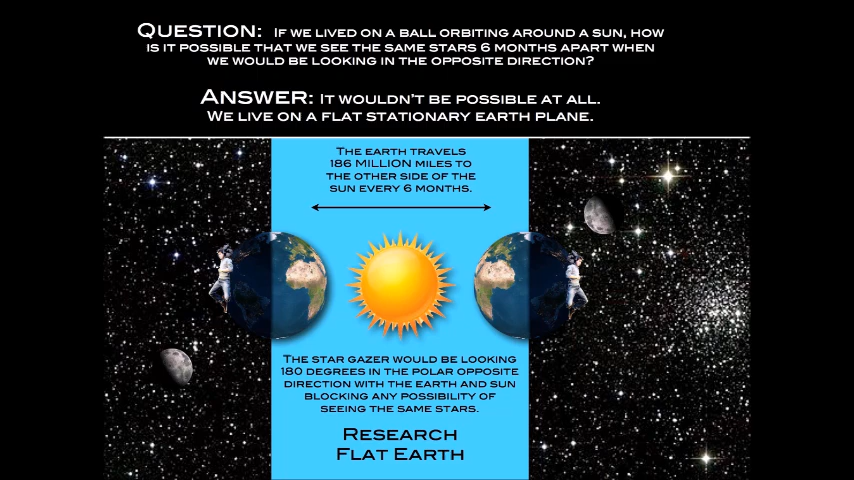 QUESTION: IF WE LIVED ON A BALL ORBITING AROUND A SUN, HOW
IS IT POSSIBLE THAT WE SEE THE SAME STARS 6 MONTHS APART WHEN
WE WOULD BE LOOKING IN THE OPPOSITE DIRECTION?
ANSWER: IT WOULDN'T BE POSSIBLE AT ALL.
WE LIVE ON A FLAT STATIONARY EARTH PLANE.
THE EARTH TRAVELS
186 MILLION MILES TO
THE OTHER SIDE OF THE
SUN EVERY 6 MONTHS.
THE STAR GAZER WOULD BE LOOKING
180 DEGREES IN THE POLAR OPPOSITE
DIRECTION WITH THE EARTH AND SUN
BLOCKING ANY POSSIBILITY OF
SEEING THE SAME STARS.
RESEARCH
FLAT EARTH